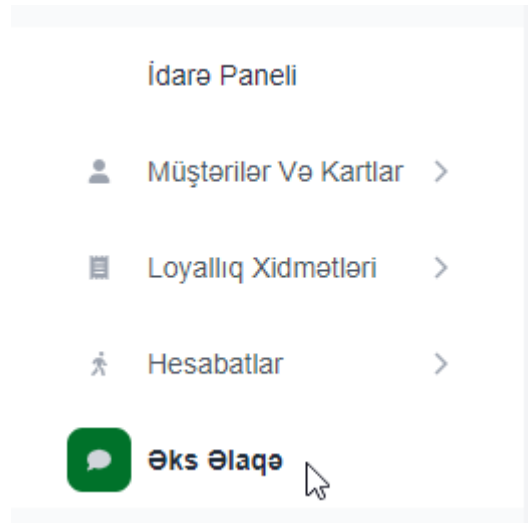 İdarə Paneli
Müştərilər Və Kartlar
Loyallıq Xidmətləri
Hesabatlar
Əks Əlaqə